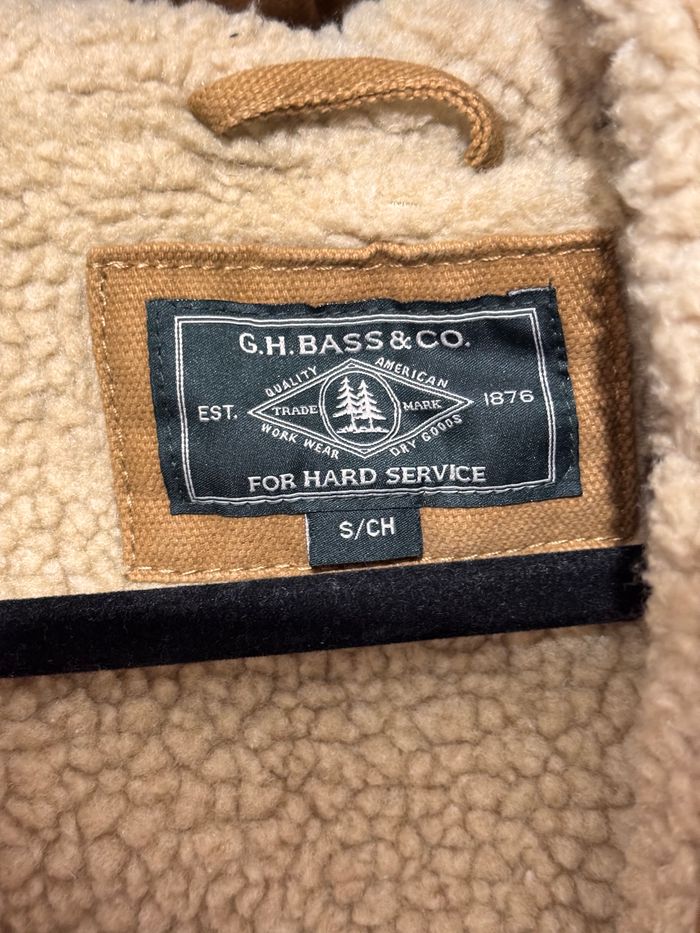 G.H.BASS & CO.
QUALITY AMERICAN
EST. TRADE MARK 1876
WORK WEAR DRY GOODS
FOR HARD SERVICE
S/CH